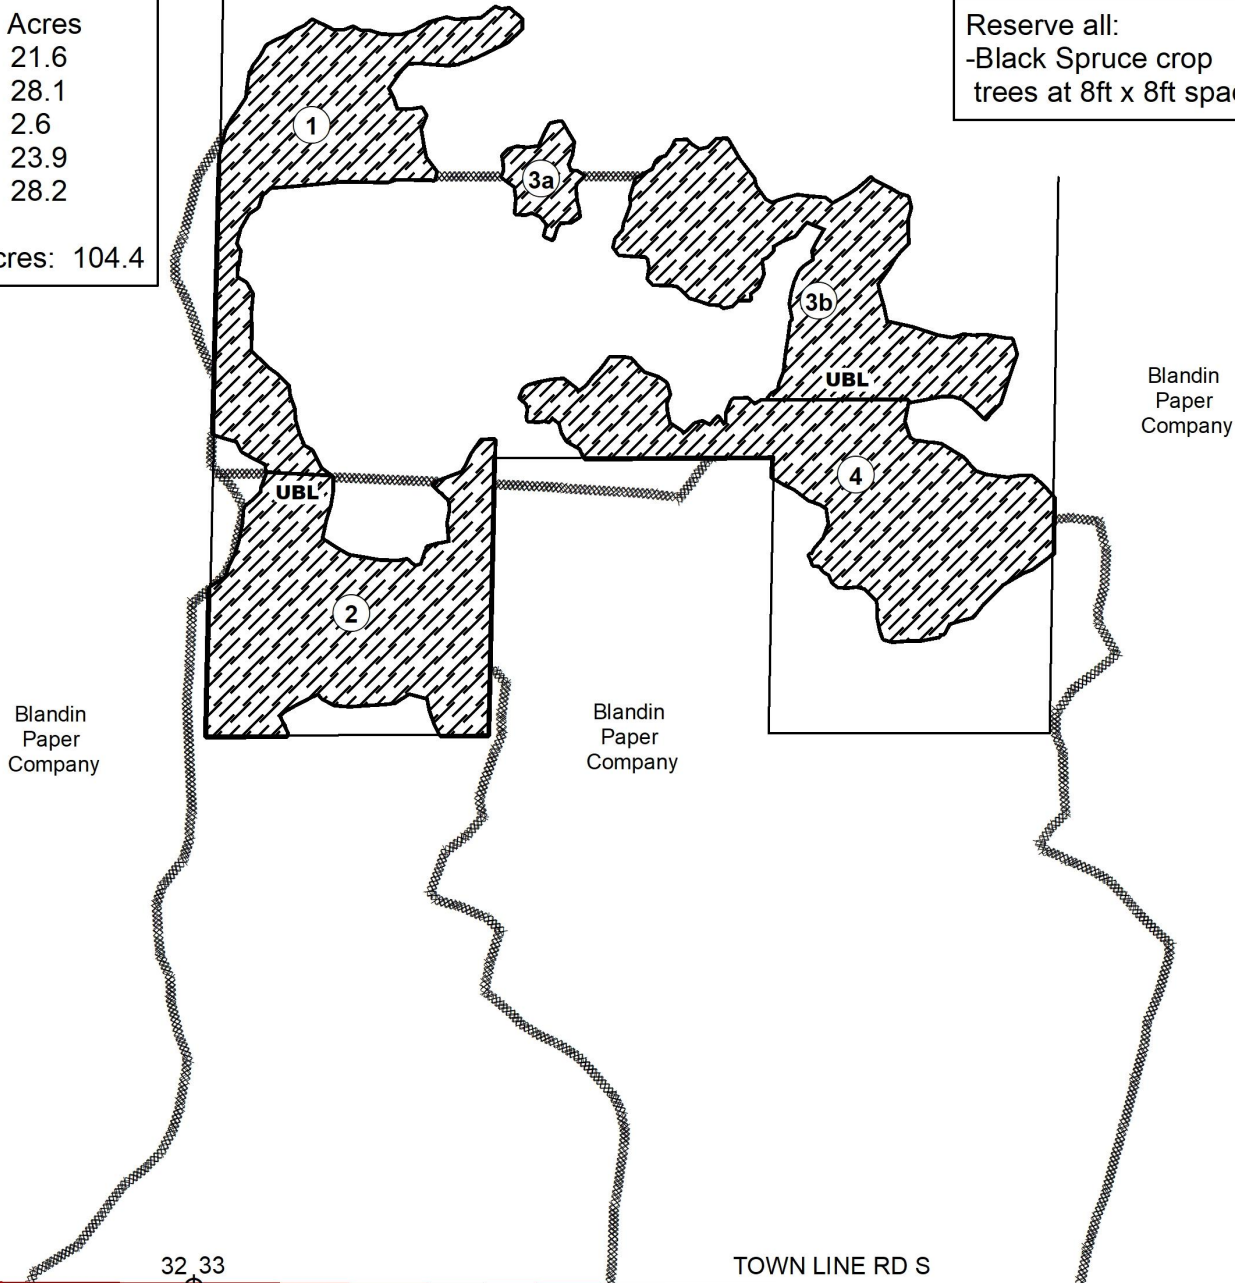 Acres
21.6
28.1
2.6
23.9
28.2
cres: 104.4
Reserve all:
-Black Spruce crop
trees at 8ft x 8ft spac
1
3a
3b
UBL
4
UBL
2
Blandin
Paper
Company
Blandin
Paper
Company
Blandin
Paper
Company
32 33
TOWN LINE RD S